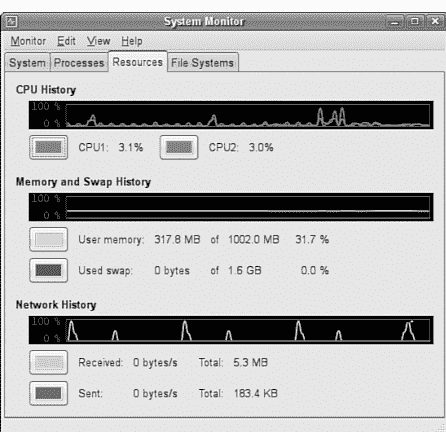 System Monitor
Monitor Edit View Help
System Processes Resources File Systems
CPU History
100 %
0 %
CPU1: 3.1% CPU2: 3.0%
Memory and Swap History
100 %
0 %
User memory: 317.8 MB of 1002.0 MB 31.7 %
Used swap: 0 bytes of 1.6 GB 0.0 %
Network History
100 %
0 %
Received: 0 bytes/s Total: 5.3 MB
Sent: 0 bytes/s Total: 183.4 KB